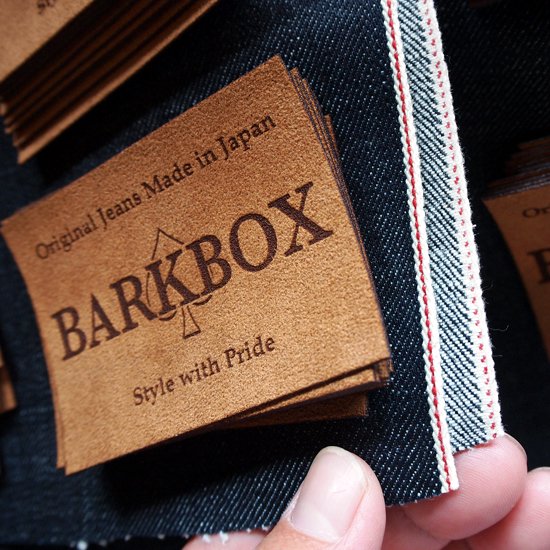 Original Jeans Made in Japan
BARKBOX
Style with Pride